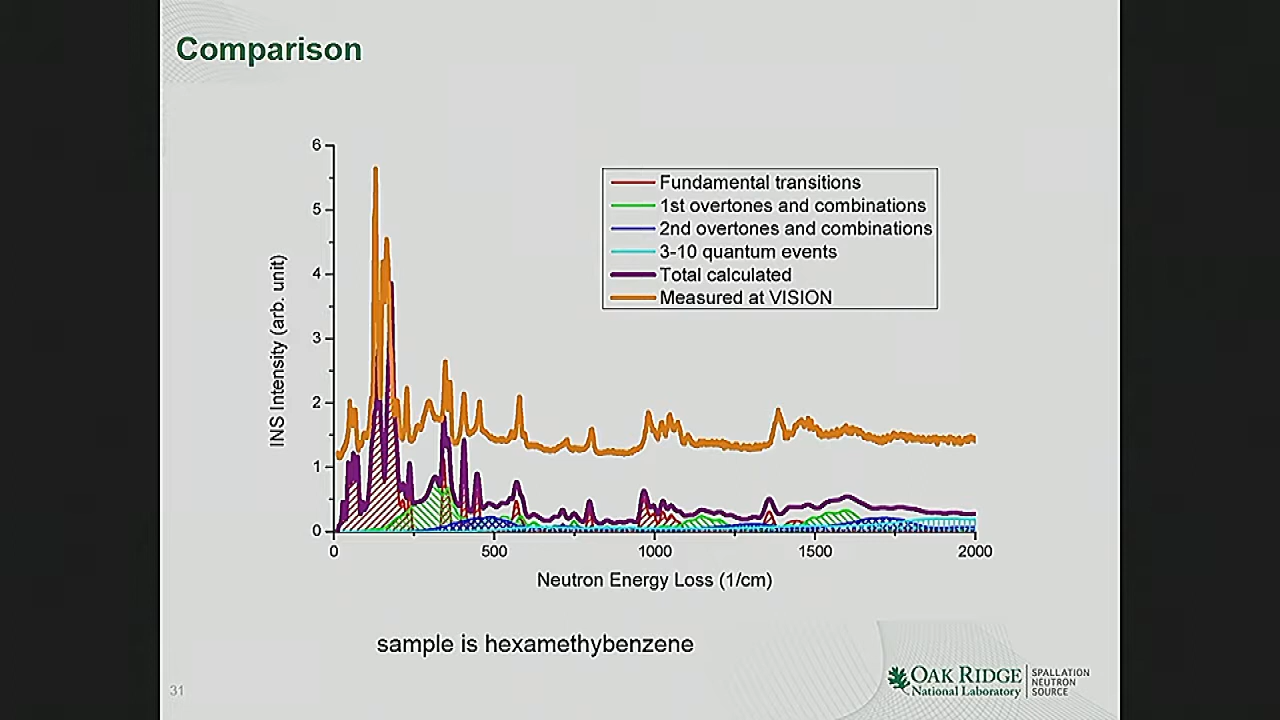 Comparison
6
5
4
3
2
1
0
INS Intensity (arb. unit)
Fundamental transitions
1st overtones and combinations
2nd overtones and combinations
3-10 quantum events
Total calculated
Measured at VISION
0
500
1000
1500
2000
Neutron Energy Loss (1/cm)
sample is hexamethybenzene
31
OAK RIDGE
National Laboratory
SPALLATION
NEUTRON
SOURCE